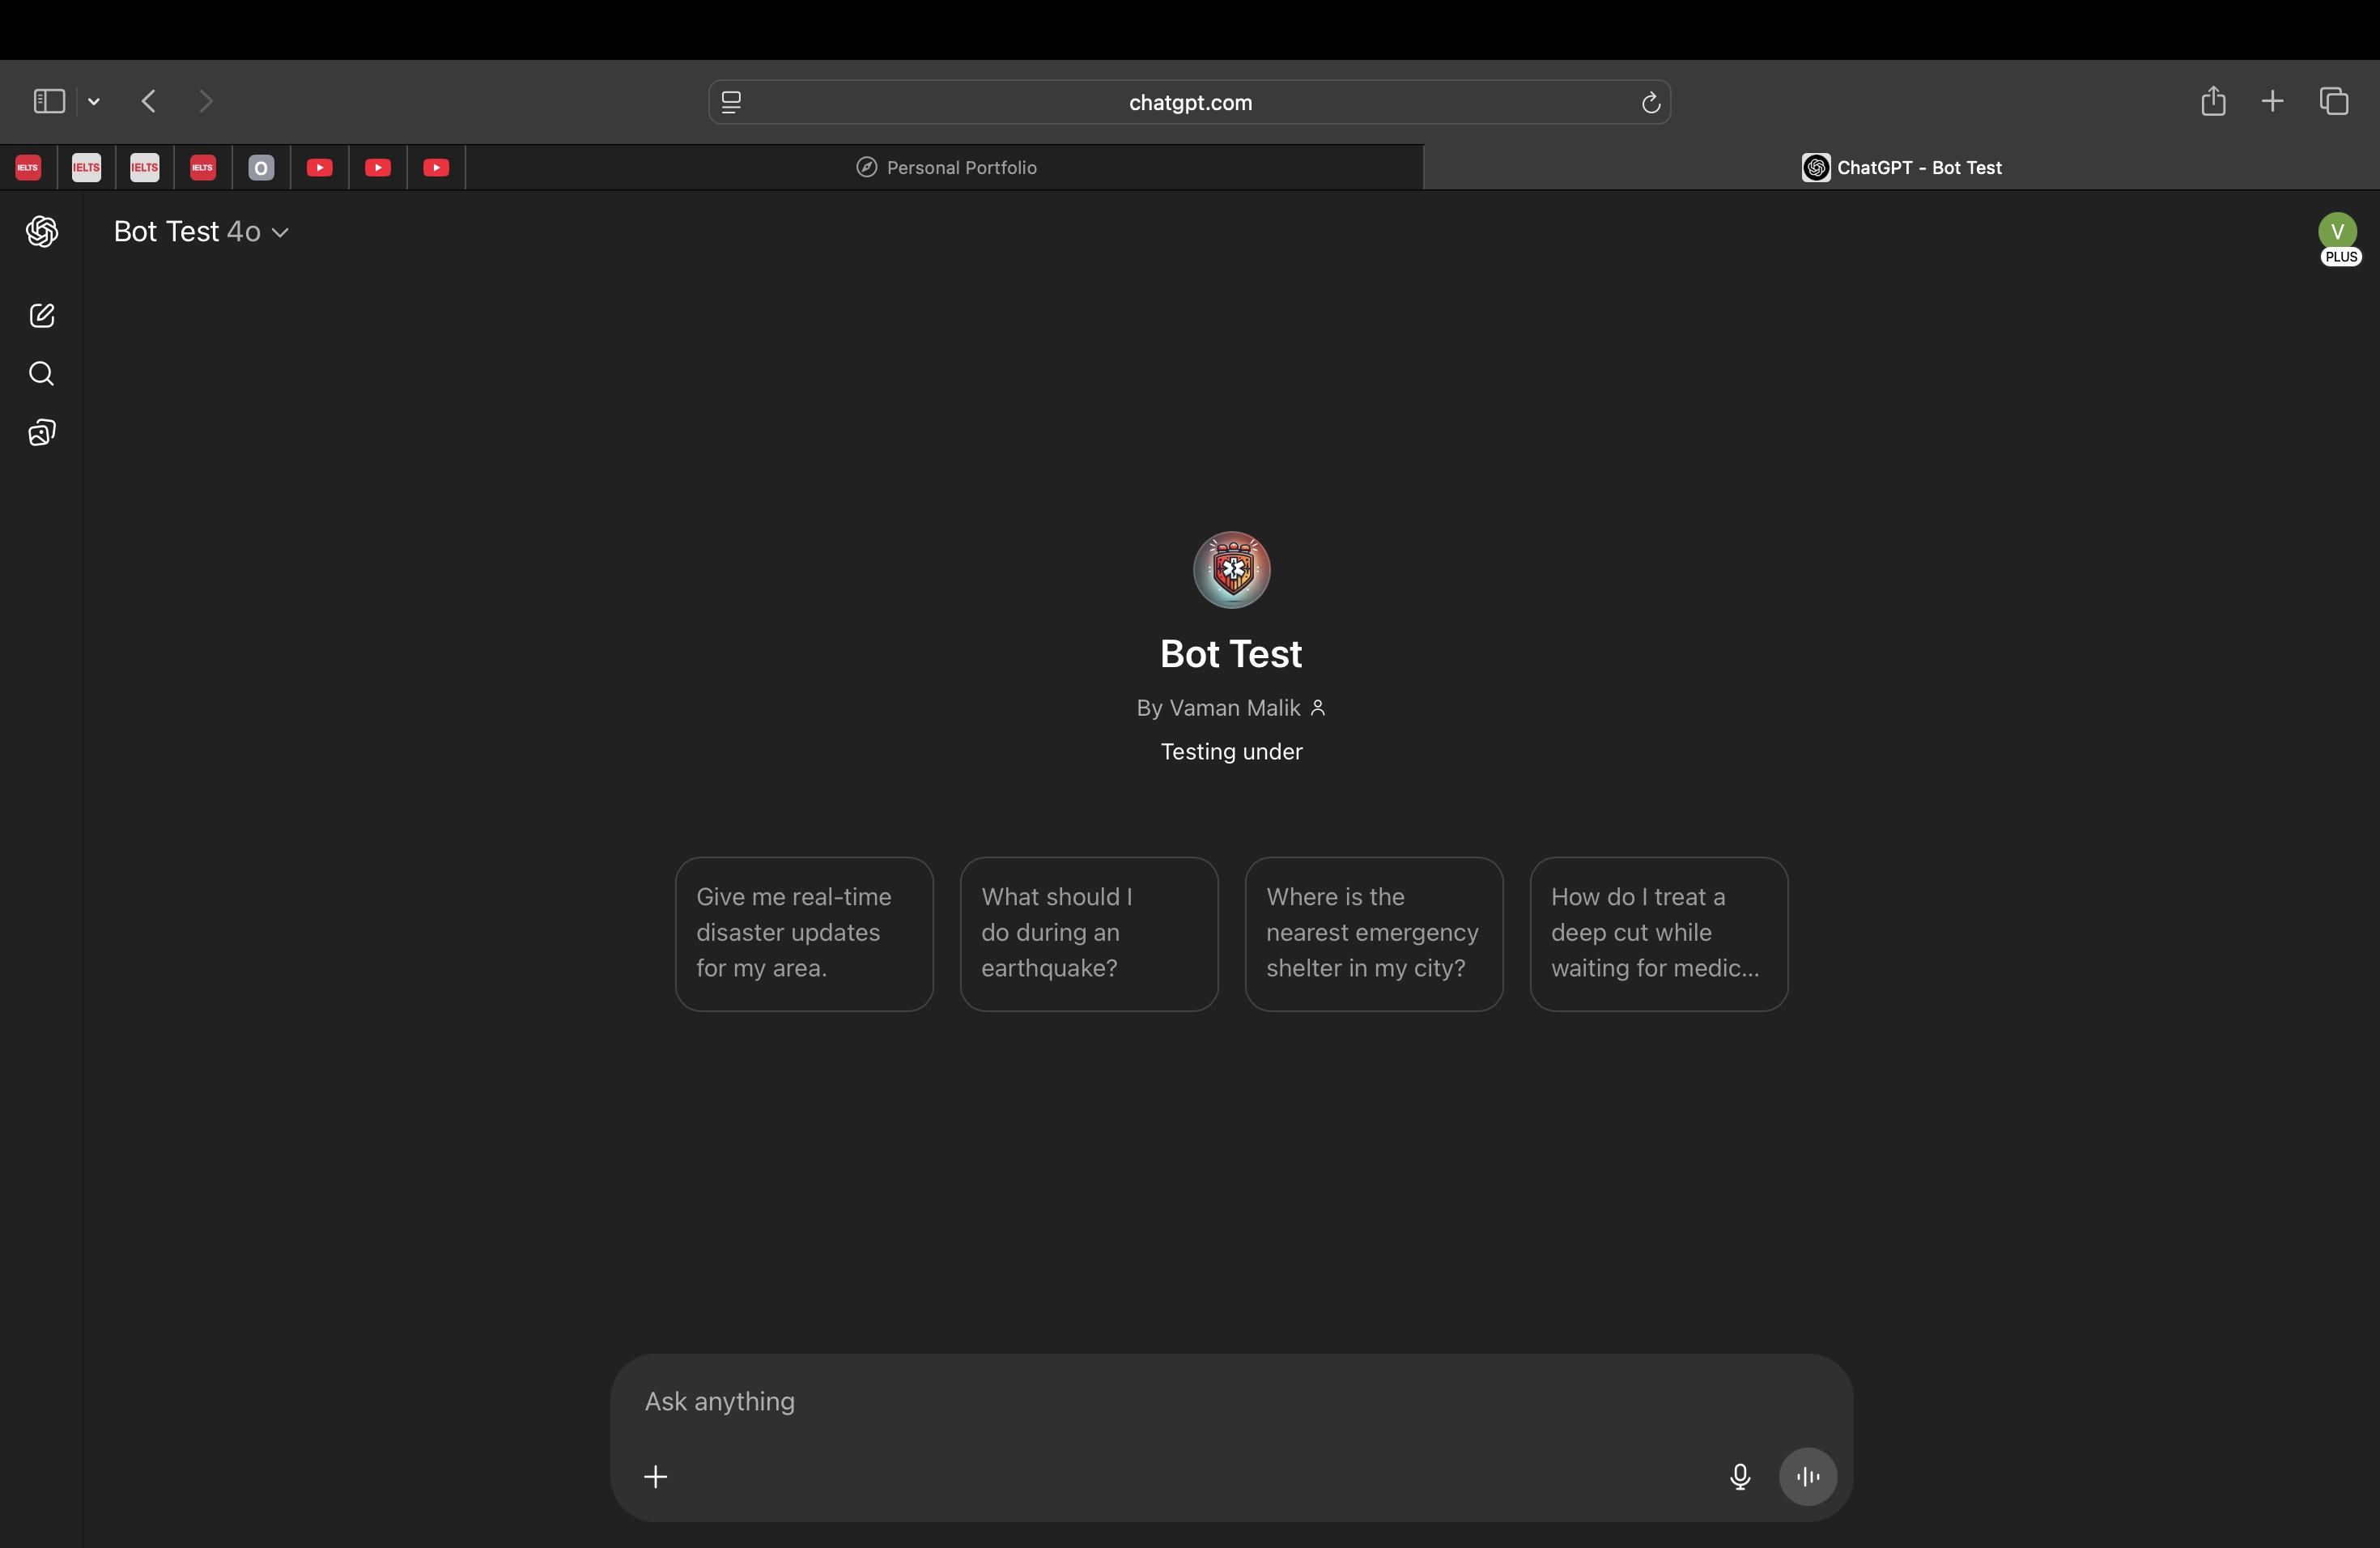 chatgpt.com
IELTS
IELTS
IELTS
IELTS
O
Personal Portfolio
ChatGPT - Bot Test
Bot Test 4o
V
PLUS
Bot Test
By Vaman Malik
Testing under
Give me real-time
disaster updates
for my area.
What should I
do during an
earthquake?
Where is the
nearest emergency
shelter in my city?
How do I treat a
deep cut while
waiting for medic...
Ask anything